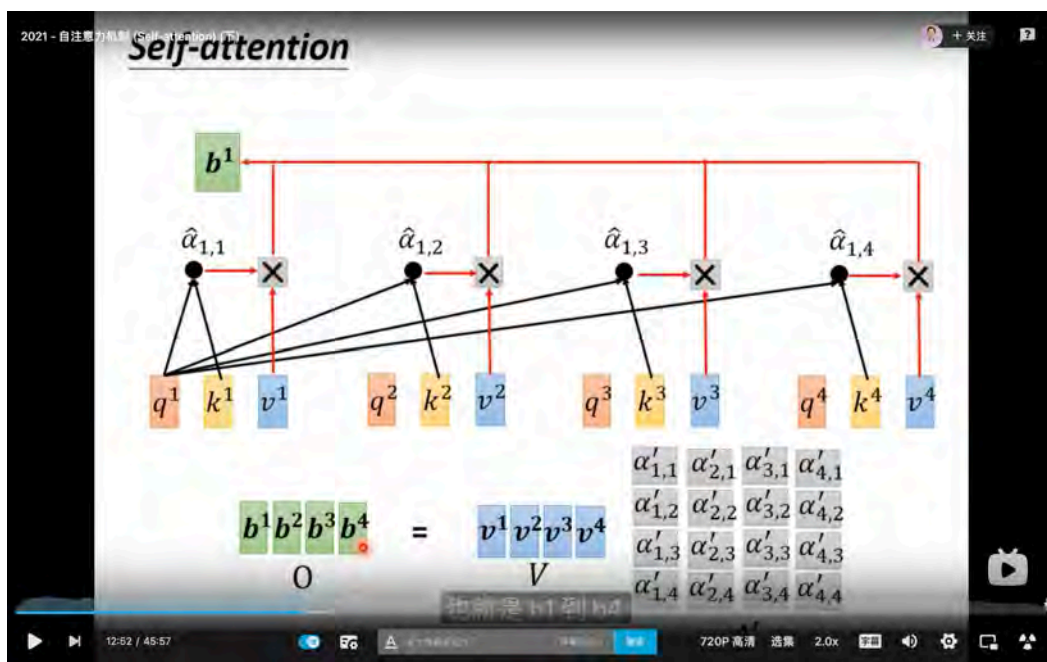 2021 - 自注意力机制 (Self-attention) (下)
+ 关注
Self-attention
b¹
α̂₁,₁ α̂₁,₂ α̂₁,₃ α̂₁,₄
q¹ k¹ v¹ q² k² v² q³ k³ v³ q⁴ k⁴ v⁴
α′₁,₁ α′₂,₁ α′₃,₁ α′₄,₁
α′₁,₂ α′₂,₂ α′₃,₂ α′₄,₂
b¹ b² b³ b⁴ = v¹ v² v³ v⁴
α′₁,₃ α′₂,₃ α′₃,₃ α′₄,₃
O V
α′₁,₄ α′₂,₄ α′₃,₄ α′₄,₄
也就是 b1 到 b4
12:52 / 45:57
720P 高清 选集 2.0x 字幕